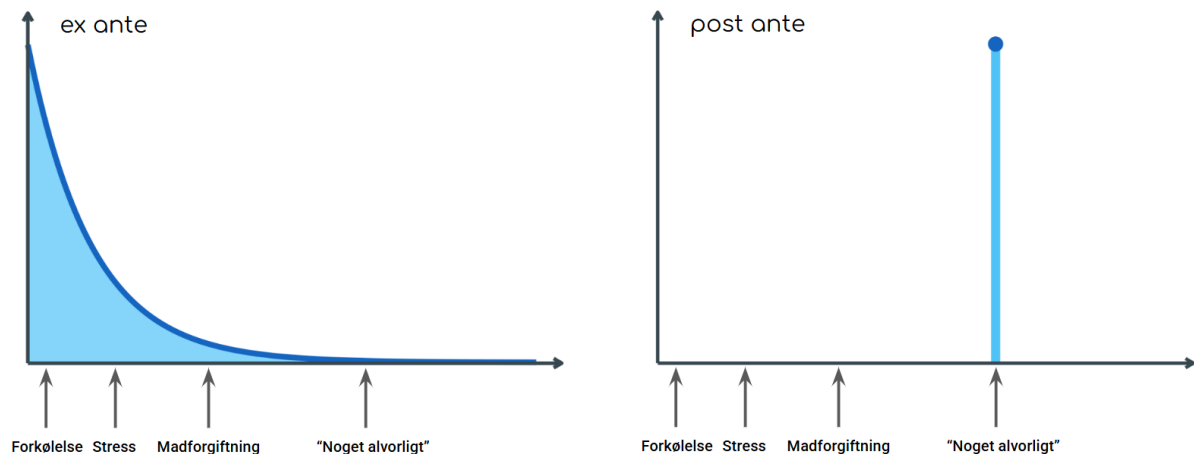 ex ante
post ante
Forkølelse Stress Madforgiftning “Noget alvorligt”
Forkølelse Stress Madforgiftning “Noget alvorligt”